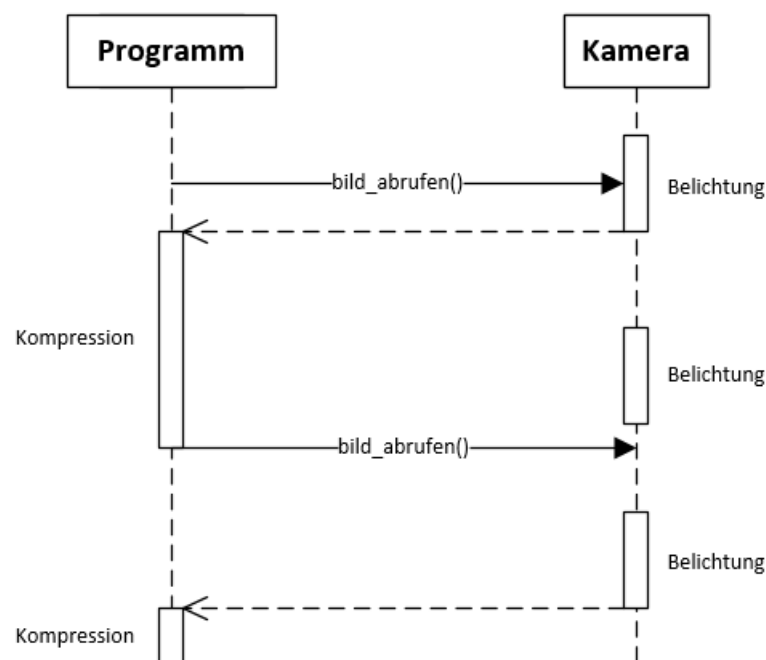 Programm
Kamera
bild_abrufen()
Belichtung
Kompression
Belichtung
bild_abrufen()
Belichtung
Kompression